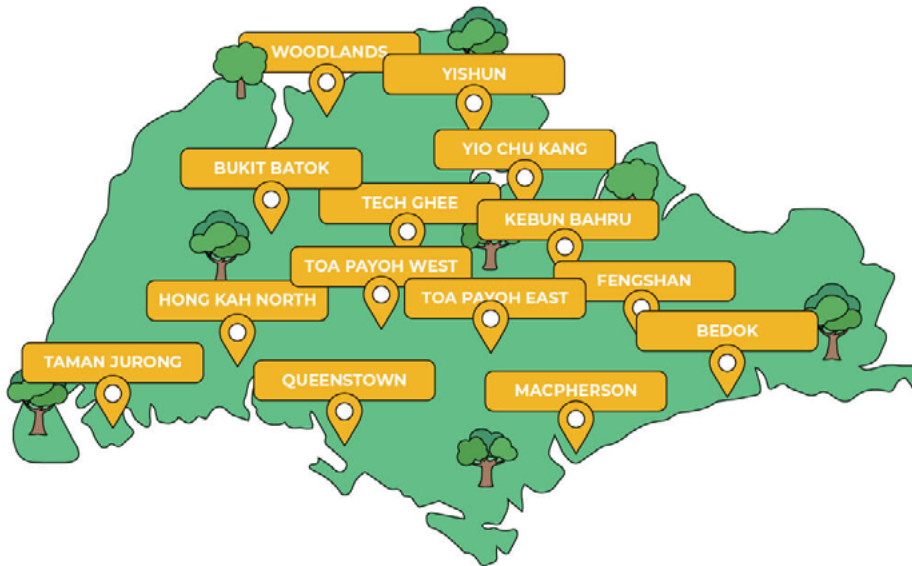 WOODLANDS
YISHUN
YIO CHU KANG
BUKIT BATOK
TECH GHEE
KEBUN BAHRU
TOA PAYOH WEST
FENGSHAN
TOA PAYOH EAST
HONG KAH NORTH
BEDOK
TAMAN JURONG
QUEENSTOWN
MACPHERSON